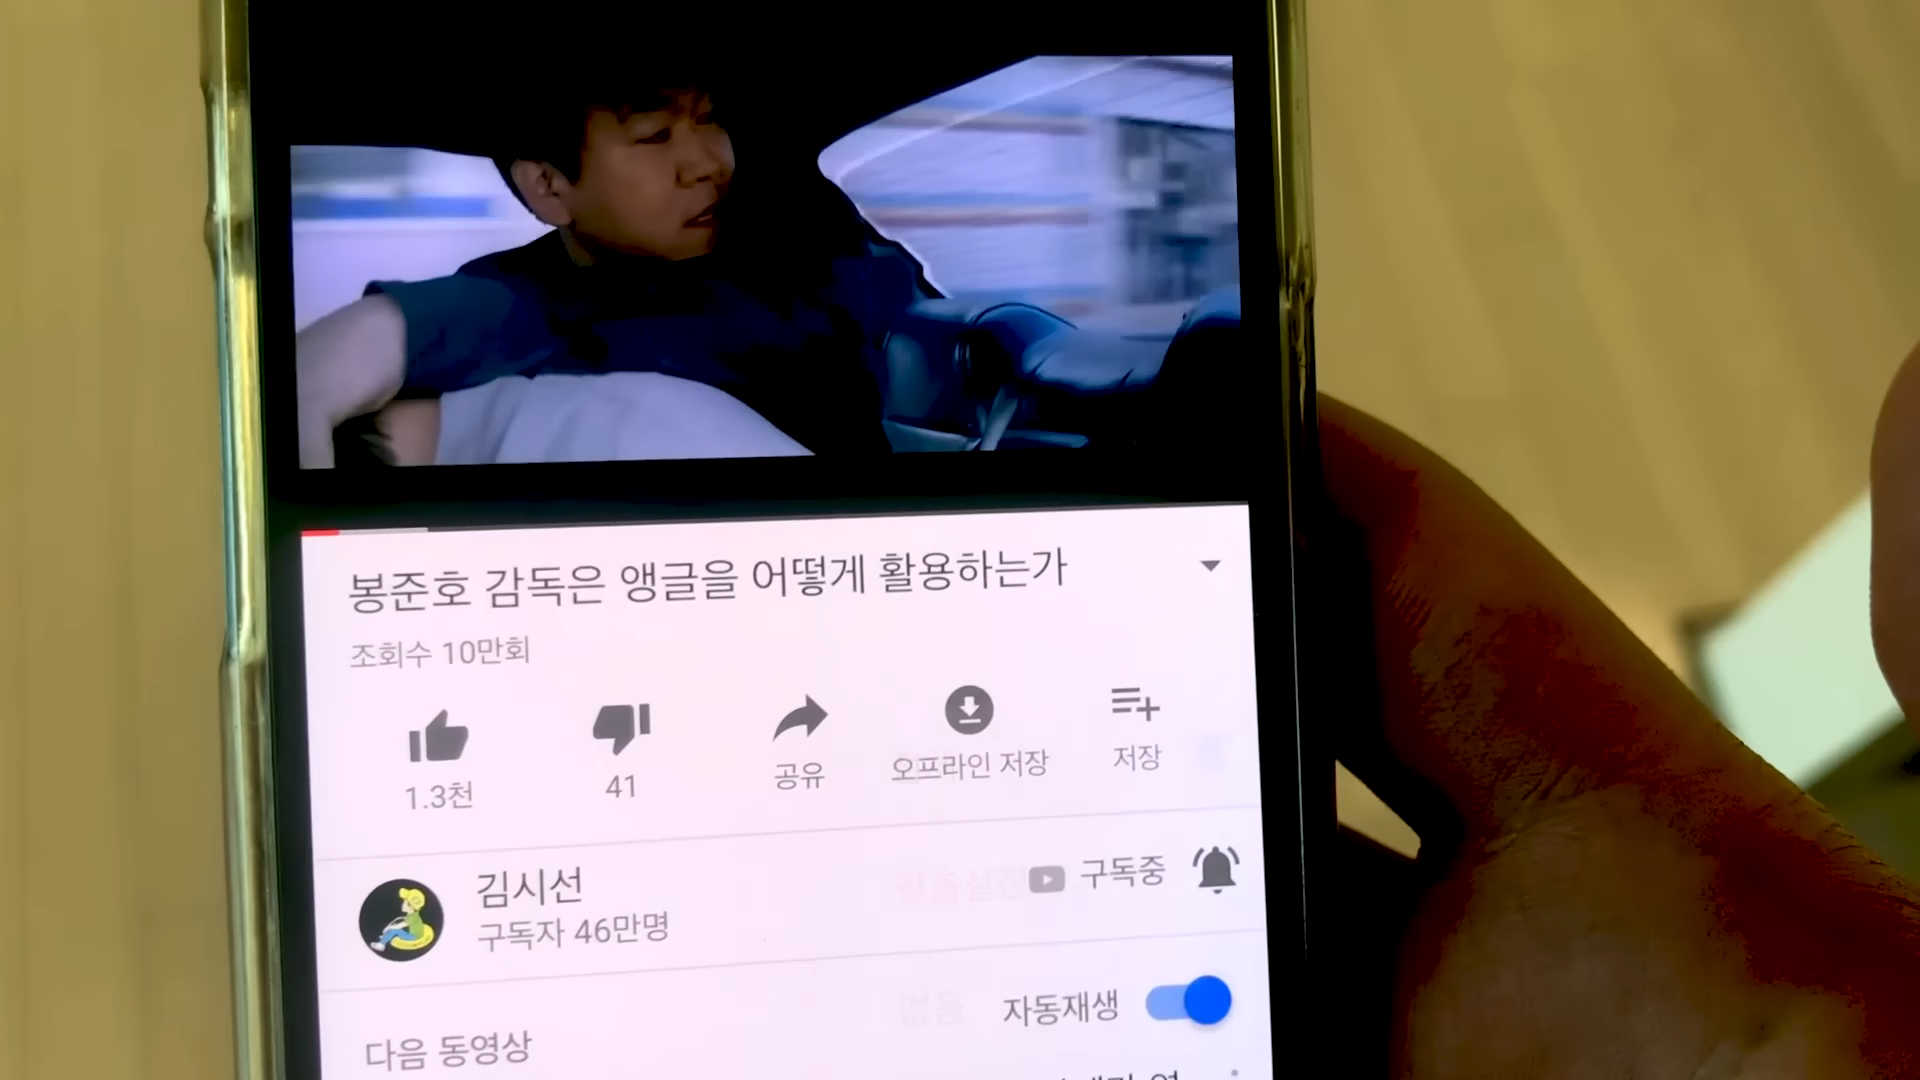 봉준호 감독은 앵글을 어떻게 활용하는가
조회수 10만회
1.3천
41
공유
오프라인 저장
저장
김시선
구독자 46만명
구독중
자동재생
다음 동영상